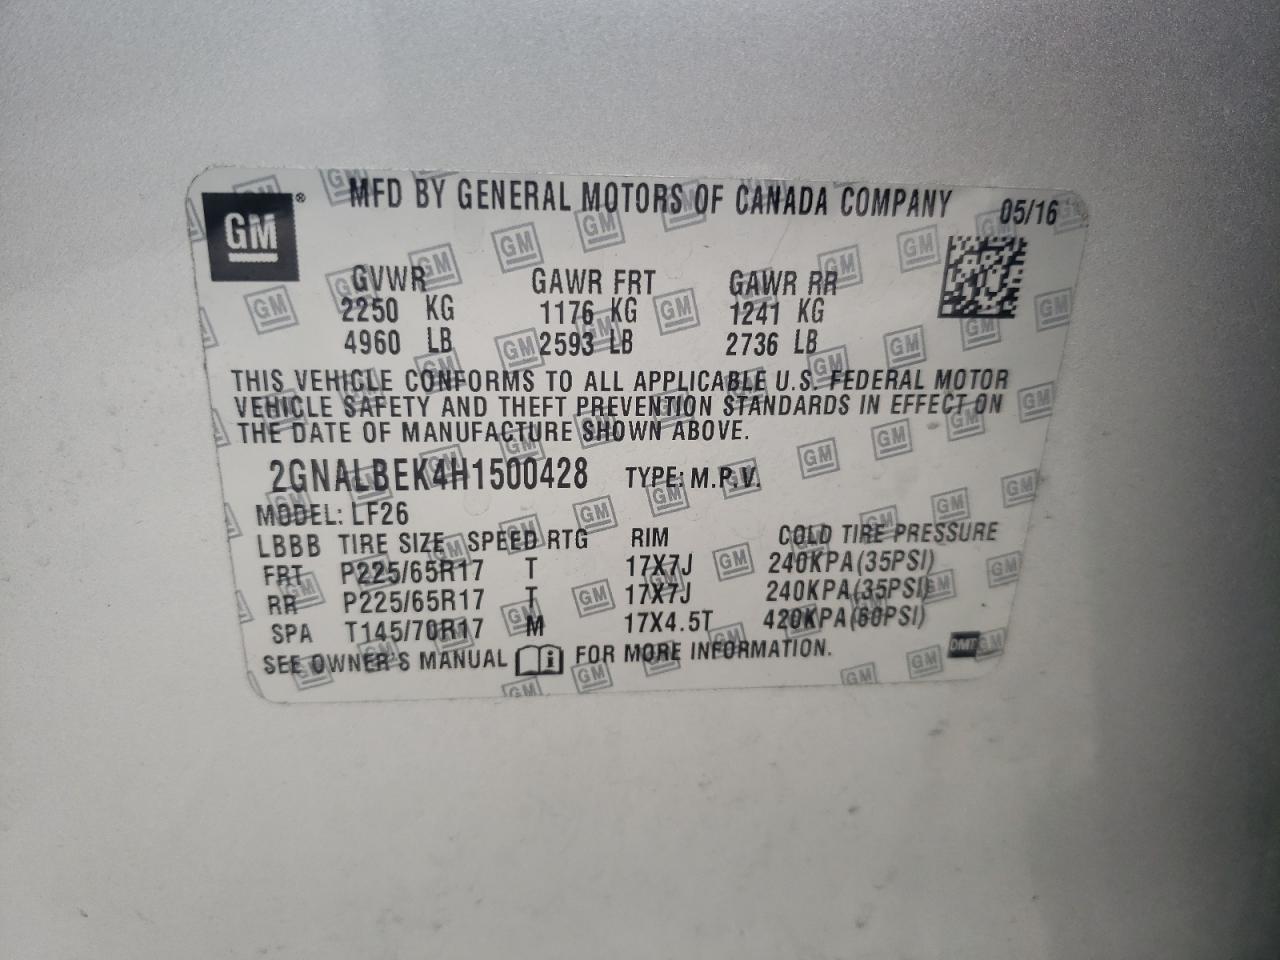 GM ® MFD BY GENERAL MOTORS OF CANADA COMPANY 05/16
GVWR GAWR FRT GAWR RR
2250 KG 1176 KG 1241 KG
4960 LB 2593 LB 2736 LB
THIS VEHICLE CONFORMS TO ALL APPLICABLE U.S. FEDERAL MOTOR
VEHICLE SAFETY AND THEFT PREVENTION STANDARDS IN EFFECT ON
THE DATE OF MANUFACTURE SHOWN ABOVE.
2GNALBEK4H1500428 TYPE: M.P.V.
MODEL: LF26
LBBB TIRE SIZE SPEED RTG RIM COLD TIRE PRESSURE
FRT P225/65R17 T 17X7J 240KPA(35PSI)
RR P225/65R17 T 17X7J 240KPA(35PSI)
SPA T145/70R17 M 17X4.5T 420KPA(60PSI)
SEE OWNER'S MANUAL i FOR MORE INFORMATION.
DMT